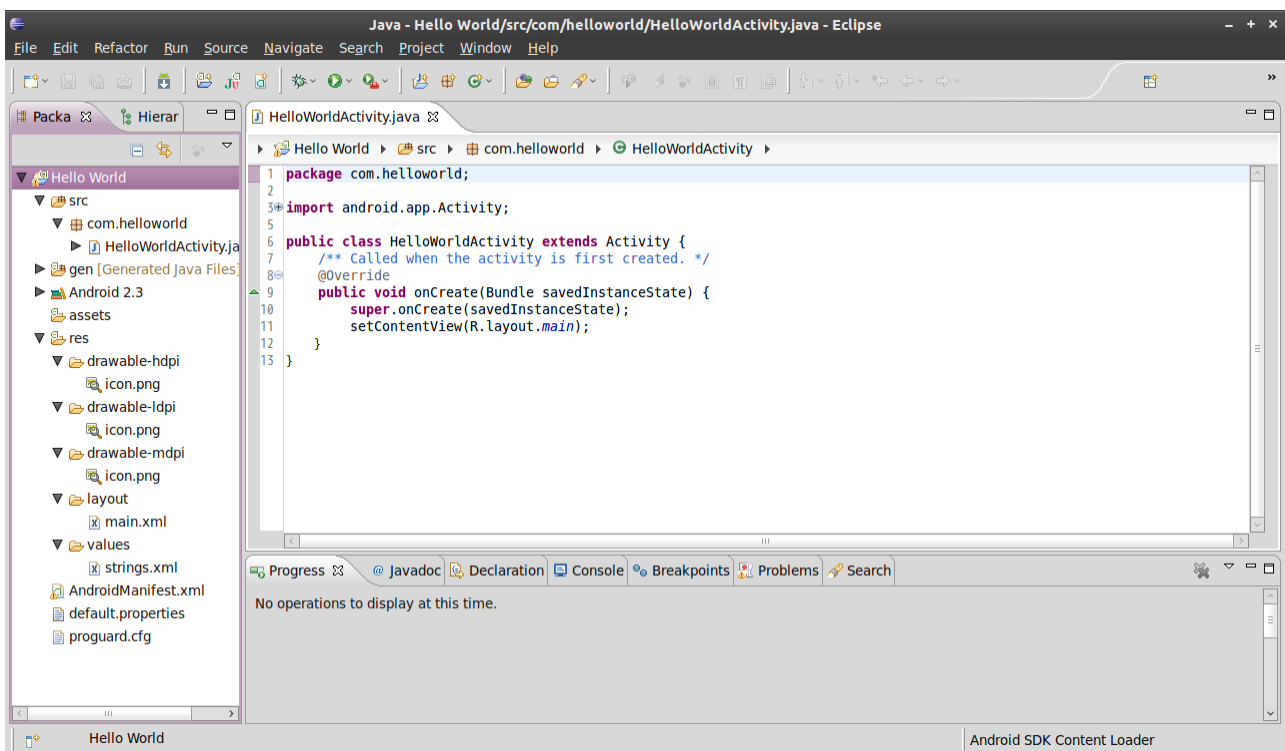 Java - Hello World/src/com/helloworld/HelloWorldActivity.java - Eclipse
File Edit Refactor Run Source Navigate Search Project Window Help
Packa Hierar
HelloWorldActivity.java
Hello World src com.helloworld HelloWorldActivity
Hello World
src
com.helloworld
HelloWorldActivity.ja
gen [Generated Java Files]
Android 2.3
assets
res
drawable-hdpi
icon.png
drawable-ldpi
icon.png
drawable-mdpi
icon.png
layout
main.xml
values
strings.xml
AndroidManifest.xml
default.properties
proguard.cfg
1 package com.helloworld;
2
3 import android.app.Activity;
5
6 public class HelloWorldActivity extends Activity {
7 /** Called when the activity is first created. */
8 @Override
9 public void onCreate(Bundle savedInstanceState) {
10 super.onCreate(savedInstanceState);
11 setContentView(R.layout.main);
12 }
13 }
Progress @ Javadoc Declaration Console Breakpoints Problems Search
No operations to display at this time.
Hello World
Android SDK Content Loader